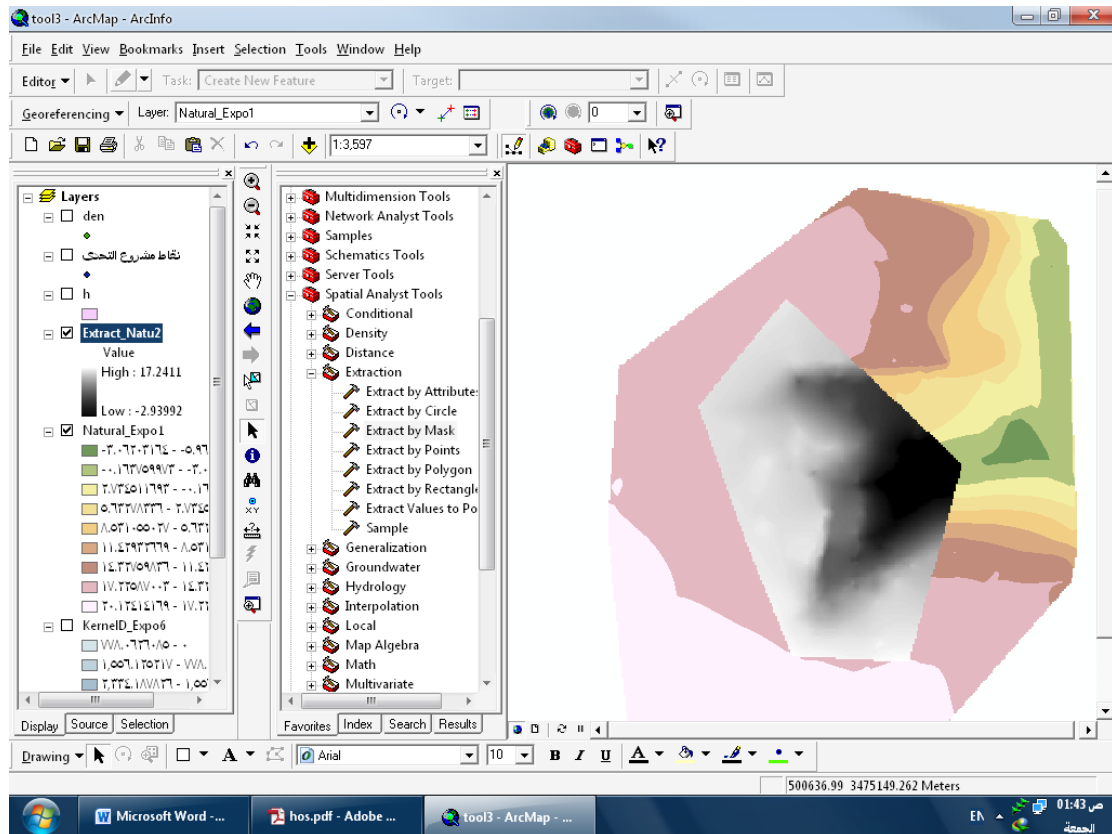 tool3 - ArcMap - ArcInfo
File Edit View Bookmarks Insert Selection Tools Window Help
Editor Task: Create New Feature Target:
Georeferencing Layer: Natural_Expo1 0
1:3,597
Layers
den
نقاط مشروع التحدى
h
Extract_Natu2
Value
High : 17.2411
Low : -2.93992
Natural_Expo1
KernelD_Expo6
Display Source Selection
Multidimension Tools
Network Analyst Tools
Samples
Schematics Tools
Server Tools
Spatial Analyst Tools
Conditional
Density
Distance
Extraction
Extract by Attribute:
Extract by Circle
Extract by Mask
Extract by Points
Extract by Polygon
Extract by Rectangle
Extract Values to Po
Sample
Generalization
Groundwater
Hydrology
Interpolation
Local
Map Algebra
Math
Multivariate
Favorites Index Search Results
Drawing A Arial 10 B I U A
500636.99 3475149.262 Meters
Microsoft Word -... hos.pdf - Adobe ... tool3 - ArcMap - ... EN 01:43 ص
الجمعة